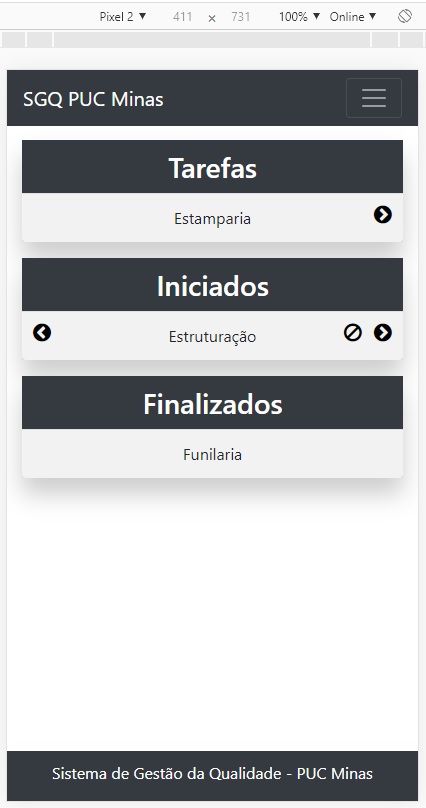 Pixel 2 ▼ 411 × 731 100% ▼ Online ▼
SGQ PUC Minas
Tarefas
Estamparia
Iniciados
Estruturação
Finalizados
Funilaria
Sistema de Gestão da Qualidade - PUC Minas